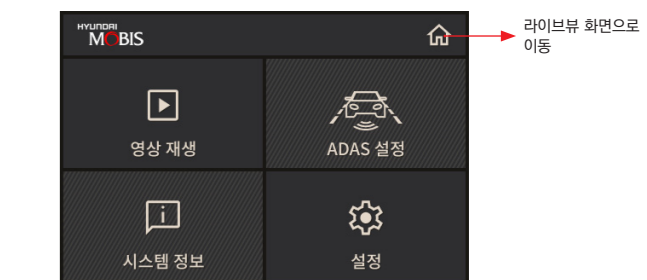 HYUNDAI
MOBIS
라이브뷰 화면으로
이동
영상 재생
ADAS 설정
시스템 정보
설정